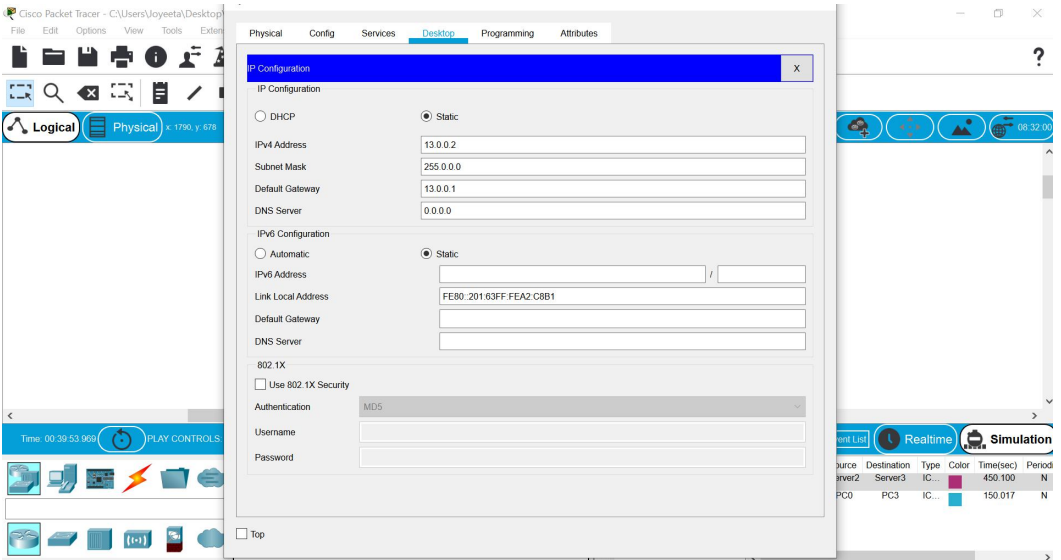 Cisco Packet Tracer - C:\Users\Joyeeta\Desktop\
File Edit Options View Tools Exten
Physical Config Services Desktop Programming Attributes
IP Configuration X
IP Configuration
DHCP Static
IPv4 Address 13.0.0.2
Subnet Mask 255.0.0.0
Default Gateway 13.0.0.1
DNS Server 0.0.0.0
IPv6 Configuration
Automatic Static
IPv6 Address /
Link Local Address FE80::201:63FF:FEA2:C8B1
Default Gateway
DNS Server
802.1X
Use 802.1X Security
Authentication MD5
Username
Password
Top
Logical Physical x: 1790, y: 678
08:32:00
Time: 00:39:53.969 PLAY CONTROLS:
vent List Realtime Simulation
ource Destination Type Color Time(sec) Periodi
erver2 Server3 IC... 450.100 N
PC0 PC3 IC... 150.017 N